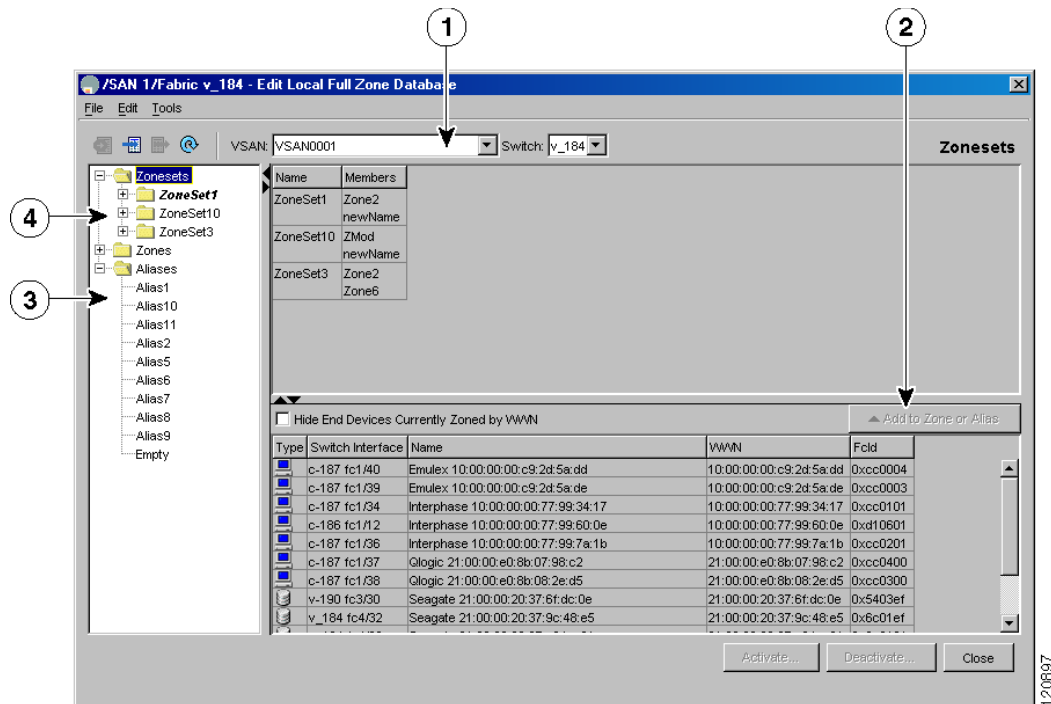 1
2
/SAN 1/Fabric v_184 - Edit Local Full Zone Database
File Edit Tools
VSAN: VSAN0001 Switch: v_184 Zonesets
Zonesets
ZoneSet1
ZoneSet10
ZoneSet3
Zones
Aliases
Alias1
Alias10
Alias11
Alias2
Alias5
Alias6
Alias7
Alias8
Alias9
Empty
4
3
Name Members
ZoneSet1 Zone2
newName
ZoneSet10 ZMod
newName
ZoneSet3 Zone2
Zone6
Hide End Devices Currently Zoned by WWN Add to Zone or Alias
Type Switch Interface Name WWN FcId
c-187 fc1/40 Emulex 10:00:00:00:c9:2d:5a:dd 10:00:00:00:c9:2d:5a:dd 0xcc0004
c-187 fc1/39 Emulex 10:00:00:00:c9:2d:5a:de 10:00:00:00:c9:2d:5a:de 0xcc0003
c-187 fc1/34 Interphase 10:00:00:00:77:99:34:17 10:00:00:00:77:99:34:17 0xcc0101
c-186 fc1/12 Interphase 10:00:00:00:77:99:60:0e 10:00:00:00:77:99:60:0e 0xd10601
c-187 fc1/36 Interphase 10:00:00:00:77:99:7a:1b 10:00:00:00:77:99:7a:1b 0xcc0201
c-187 fc1/37 Qlogic 21:00:00:e0:8b:07:98:c2 21:00:00:e0:8b:07:98:c2 0xcc0400
c-187 fc1/38 Qlogic 21:00:00:e0:8b:08:2e:d5 21:00:00:e0:8b:08:2e:d5 0xcc0300
v-190 fc3/30 Seagate 21:00:00:20:37:6f:dc:0e 21:00:00:20:37:6f:dc:0e 0x5403ef
v_184 fc4/32 Seagate 21:00:00:20:37:9c:48:e5 21:00:00:20:37:9c:48:e5 0x6c01ef
Activate... Deactivate... Close
120897